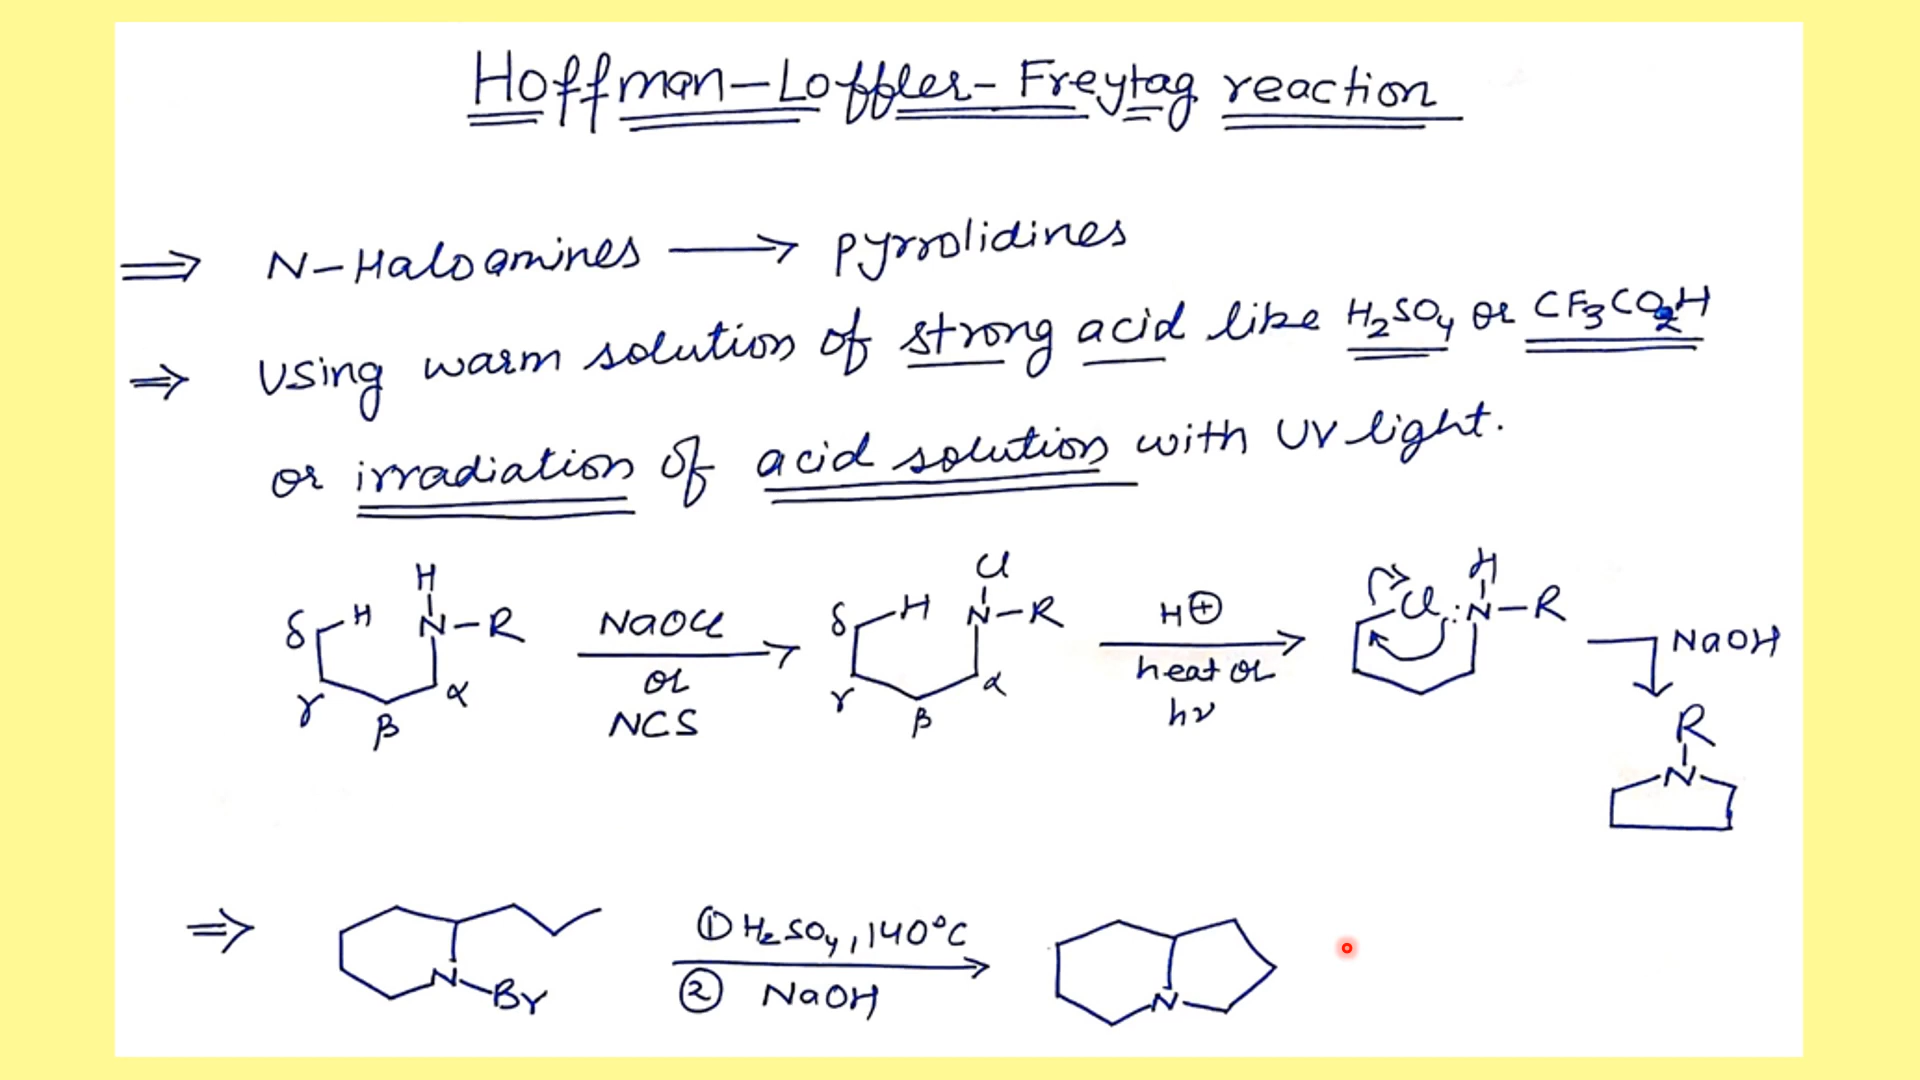 Hoffman-Loffler-Freytag reaction
⇒ N-Haloamines → pyrrolidines
⇒ Using warm solution of strong acid like H₂SO₄ or CF₃CO₂H
or irradiation of acid solution with UV light.
δ H H N-R α β γ
NaOCl
or
NCS
δ H Cl N-R α β γ
H⊕
heat or
hν
Cl :N-R H
NaOH
R
N
⇒ N-Br
① H₂SO₄, 140°C
② NaOH
N